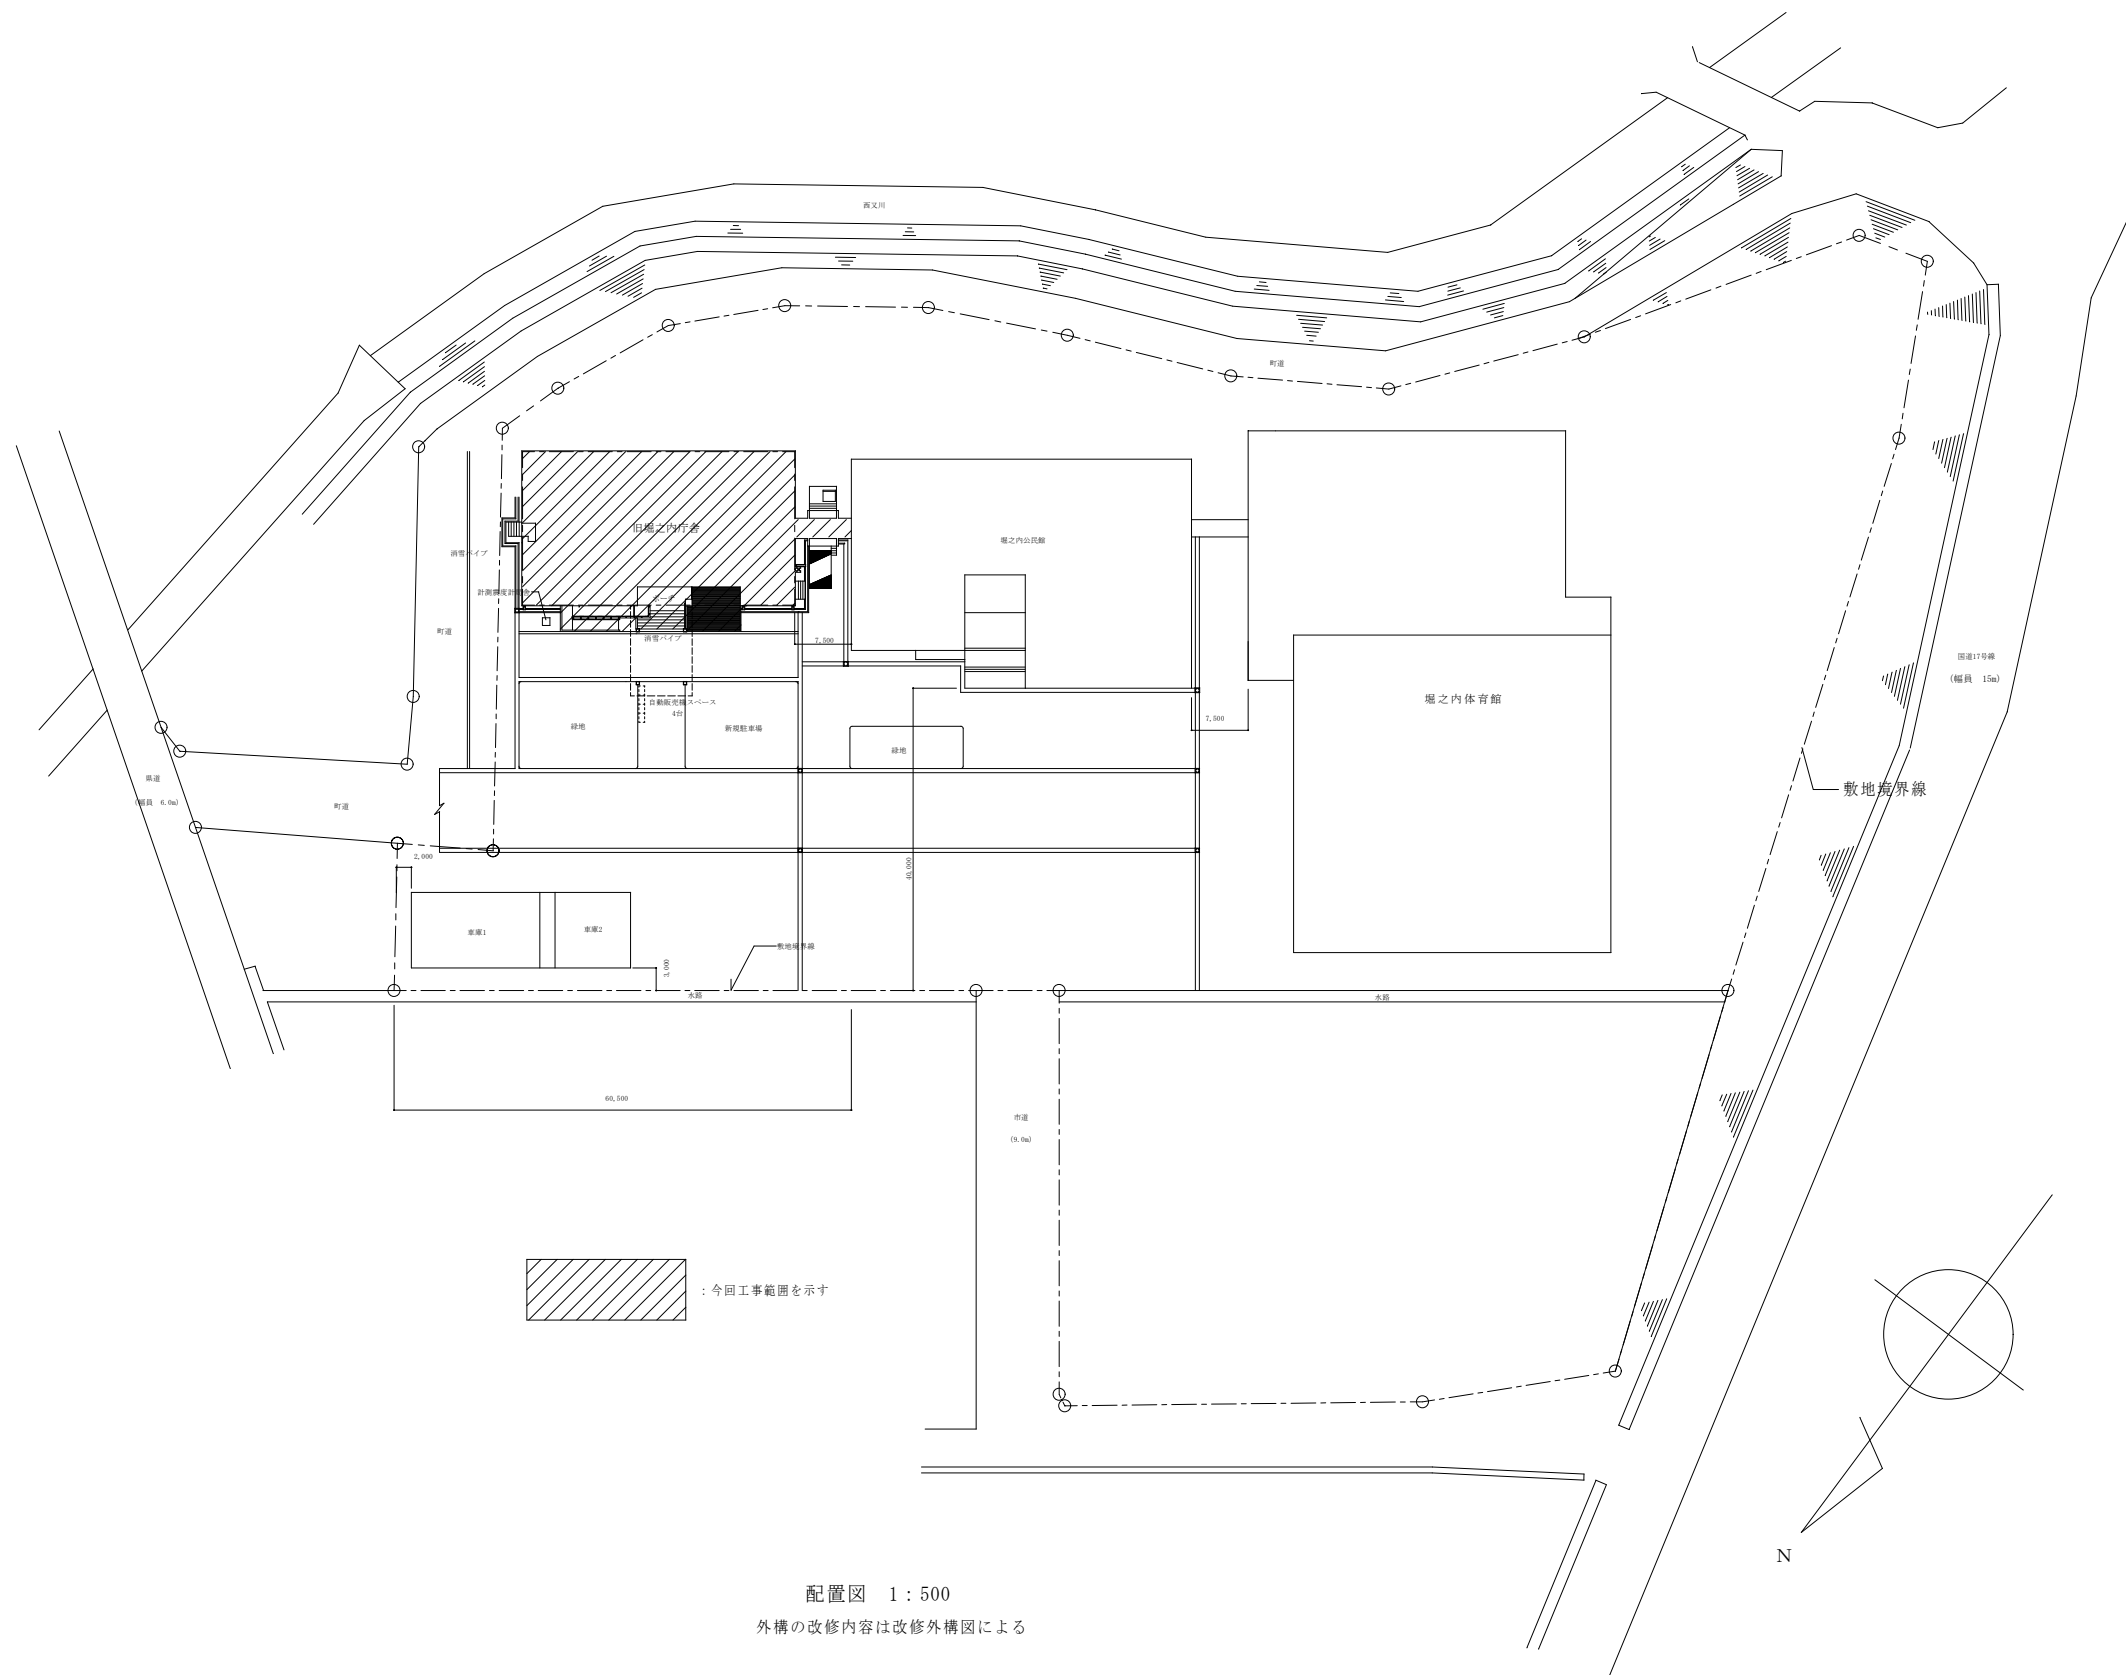 西又川
町道
旧堀之内庁舎
堀之内公民館
消雪パイプ
計測震度計
ポーチ
町道
消雪パイプ
7,500
国道17号線
(幅員 15m)
堀之内体育館
自動販売機スペース
4台
緑地
新規駐車場
7,500
緑地
県道
(幅員 6.0m)
町道
敷地境界線
2,000
40,000
車庫1
車庫2
敷地境界線
3,000
水路
水路
60,500
市道
(9.0m)
：今回工事範囲を示す
N
配置図 1：500
外構の改修内容は改修外構図による